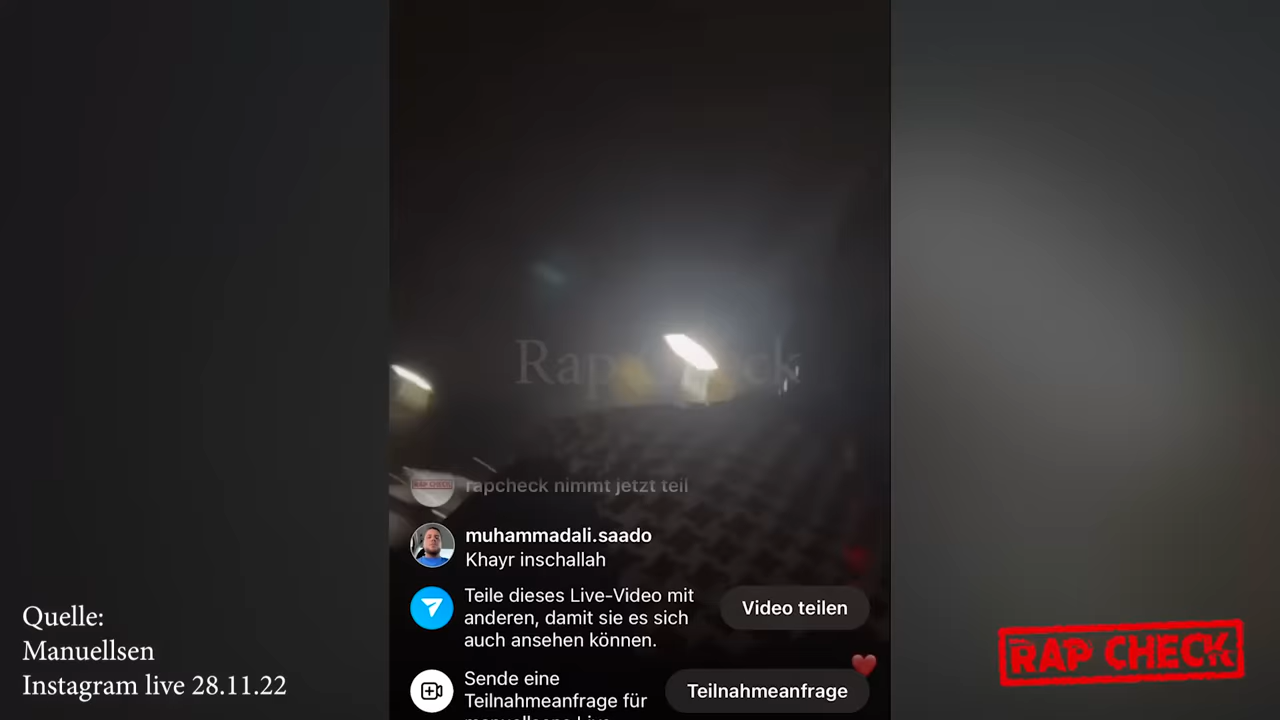 Rap Check
rapcheck nimmt jetzt teil
muhammadali.saado
Khayr inschallah
Teile dieses Live-Video mit
anderen, damit sie es sich
auch ansehen können.
Video teilen
Sende eine
Teilnahmeanfrage für
Teilnahmeanfrage
Quelle:
Manuellsen
Instagram live 28.11.22
RAP CHECK